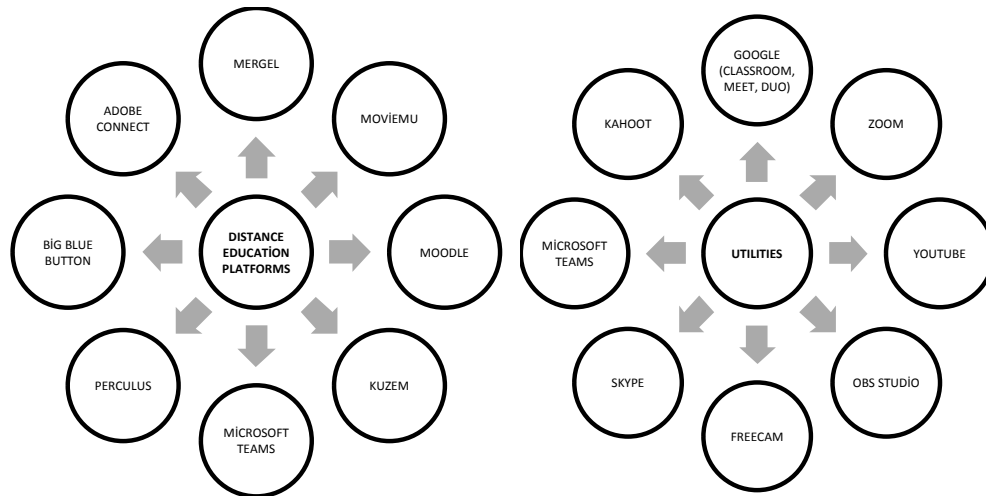 MERGEL
MOVİEMU
MOODLE
KUZEM
MİCROSOFT
TEAMS
PERCULUS
BİG BLUE
BUTTON
ADOBE
CONNECT
DISTANCE
EDUCATİON
PLATFORMS
GOOGLE
(CLASSROOM,
MEET, DUO)
ZOOM
YOUTUBE
OBS STUDİO
FREECAM
SKYPE
MİCROSOFT
TEAMS
KAHOOT
UTILITIES